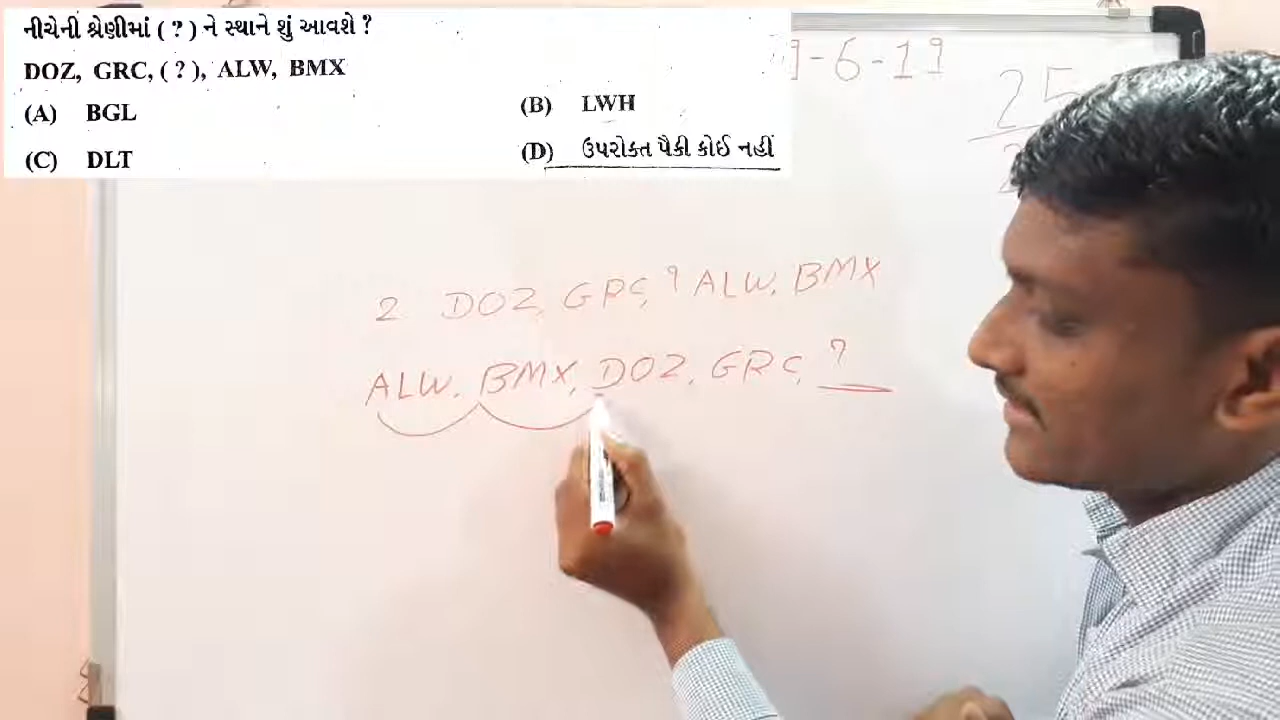 નીચેની શ્રેણીમાં ( ? ) ને સ્થાને શું આવશે ?
DOZ, GRC, ( ? ), ALW, BMX
(A) BGL
(B) LWH
(C) DLT
(D) ઉપરોક્ત પૈકી કોઈ નહીં
-6-19
25
2 DOZ, GRC, ? ALW, BMX
ALW, BMX, DOZ, GRC, ?